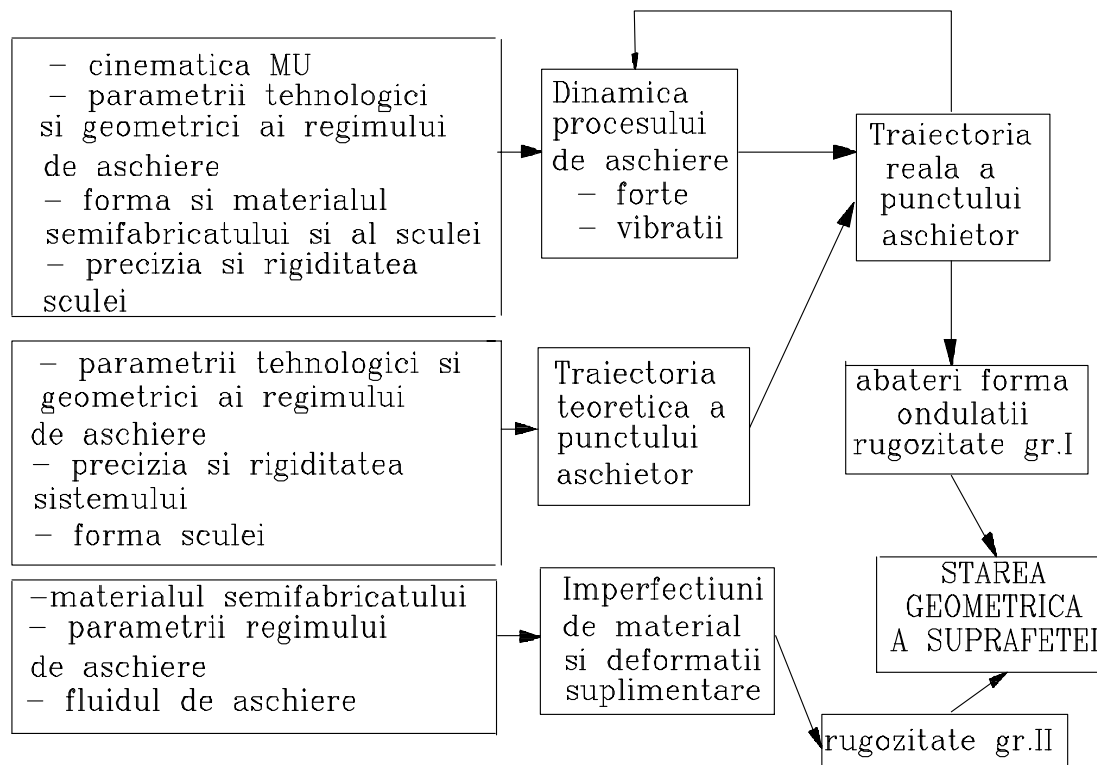 – cinematica MU
– parametrii tehnologici
si geometrici ai regimului
de aschiere
– forma si materialul
semifabricatului si al sculei
– precizia si rigiditatea
sculei
Dinamica
procesului
de aschiere
– forte
– vibratii
Traiectoria
reala a
punctului
aschietor
– parametrii tehnologici si
geometrici ai regimului
de aschiere
– precizia si rigiditatea
sistemului
– forma sculei
Traiectoria
teoretica a
punctului
aschietor
abateri forma
ondulatii
rugozitate gr.I
–materialul semifabricatului
– parametrii regimului
de aschiere
– fluidul de aschiere
Imperfectiuni
de material
si deformatii
suplimentare
STAREA
GEOMETRICA
A SUPRAFETEI
rugozitate gr.II